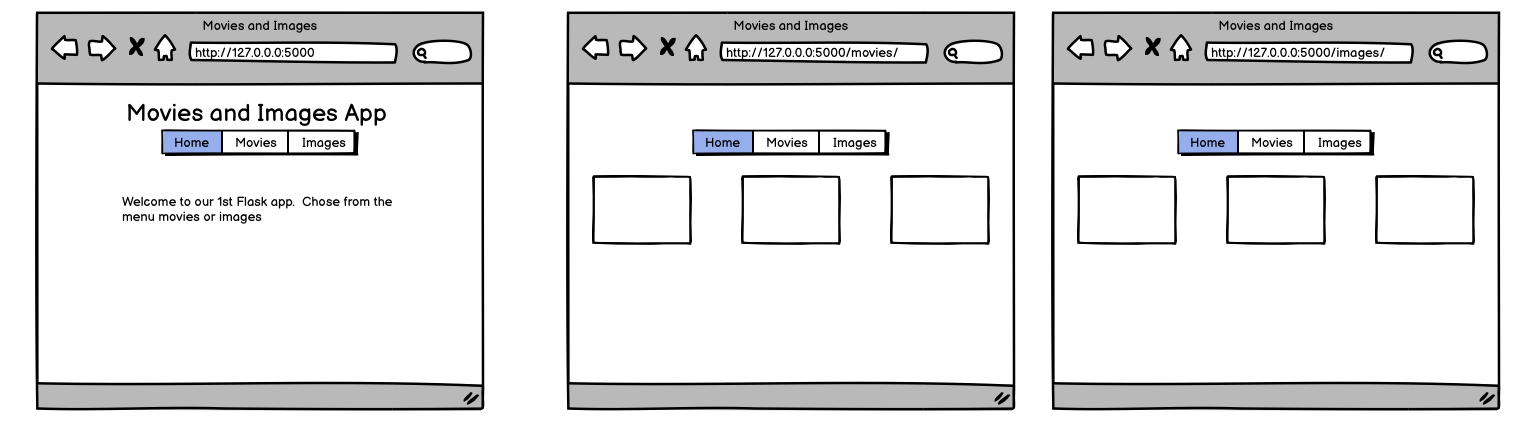 Movies and Images
http://127.0.0.0:5000
Movies and Images App
Home Movies Images
Welcome to our 1st Flask app. Chose from the
menu movies or images
Movies and Images
http://127.0.0.0:5000/movies/
Home Movies Images
Movies and Images
http://127.0.0.0:5000/images/
Home Movies Images